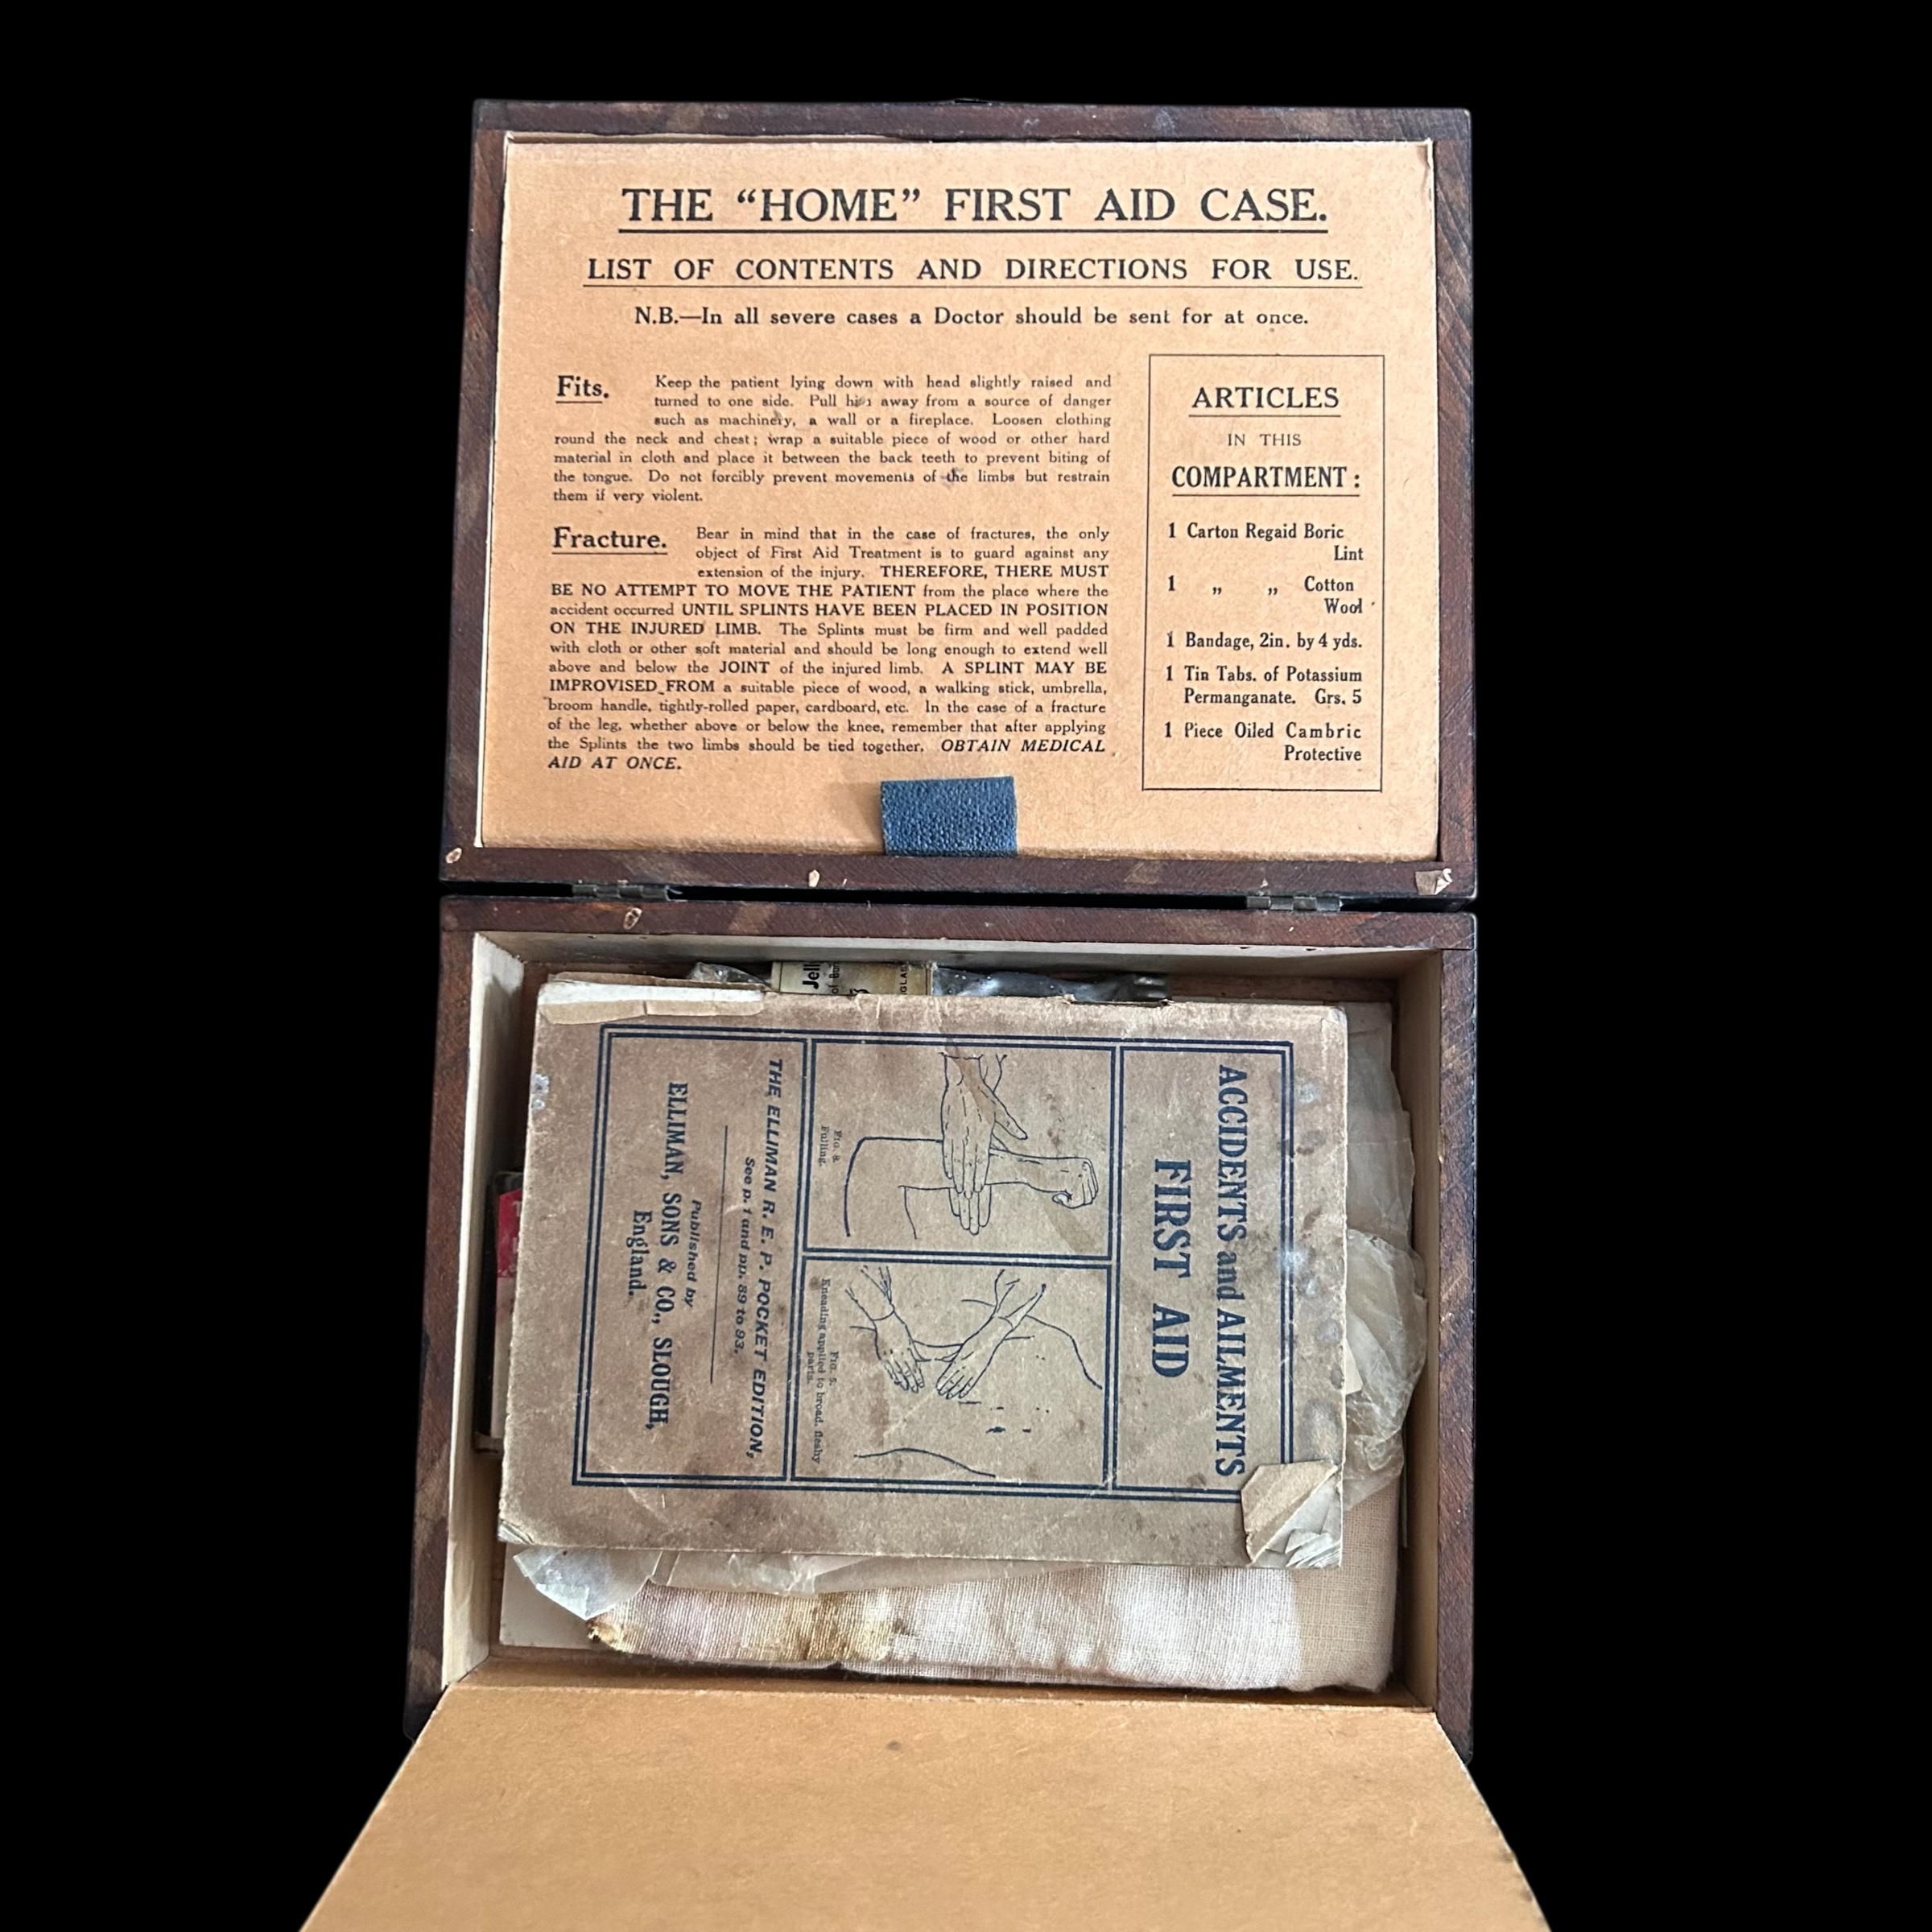 THE “HOME” FIRST AID CASE.
LIST OF CONTENTS AND DIRECTIONS FOR USE.
N.B.—In all severe cases a Doctor should be sent for at once.
Fits. Keep the patient lying down with head slightly raised and
turned to one side. Pull him away from a source of danger
such as machinery, a wall or a fireplace. Loosen clothing
round the neck and chest; wrap a suitable piece of wood or other hard
material in cloth and place it between the back teeth to prevent biting of
the tongue. Do not forcibly prevent movements of the limbs but restrain
them if very violent.
Fracture. Bear in mind that in the case of fractures, the only
object of First Aid Treatment is to guard against any
extension of the injury. THEREFORE, THERE MUST
BE NO ATTEMPT TO MOVE THE PATIENT from the place where the
accident occurred UNTIL SPLINTS HAVE BEEN PLACED IN POSITION
ON THE INJURED LIMB. The Splints must be firm and well padded
with cloth or other soft material and should be long enough to extend well
above and below the JOINT of the injured limb. A SPLINT MAY BE
IMPROVISED FROM a suitable piece of wood, a walking stick, umbrella,
broom handle, tightly-rolled paper, cardboard, etc. In the case of a fracture
of the leg, whether above or below the knee, remember that after applying
the Splints the two limbs should be tied together. OBTAIN MEDICAL
AID AT ONCE.
ARTICLES
IN THIS
COMPARTMENT :
1 Carton Regaid Boric
Lint
1 „ „ Cotton
Wool
1 Bandage, 2in. by 4 yds.
1 Tin Tabs. of Potassium
Permanganate. Grs. 5
1 Piece Oiled Cambric
Protective
Jell
of Bur
GLA
ACCIDENTS and AILMENTS
FIRST AID
FIG. 8.
Fulling.
FIG. 5.
Kneading applied to broad, fleshy
parts.
THE ELLIMAN R. E. P. POCKET EDITION,
See p. 1 and pp. 89 to 93.
Published by
ELLIMAN, SONS & CO., SLOUGH,
England.